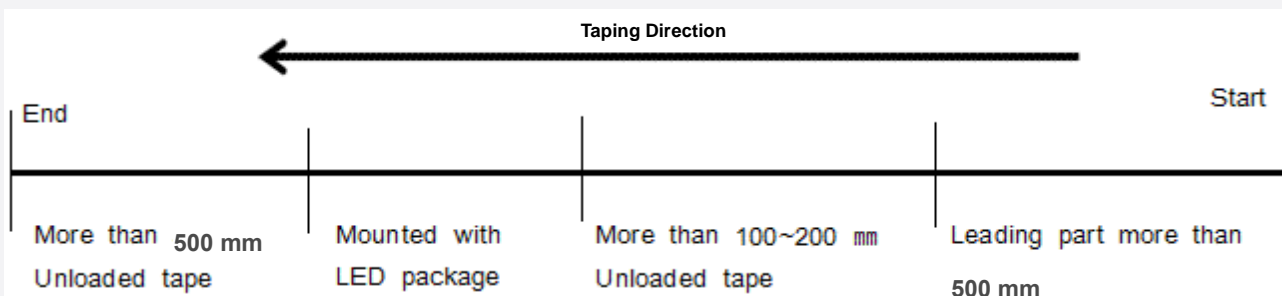 Taping Direction
End
Start
More than 500 mm
Unloaded tape
Mounted with
LED package
More than 100~200 mm
Unloaded tape
Leading part more than
500 mm